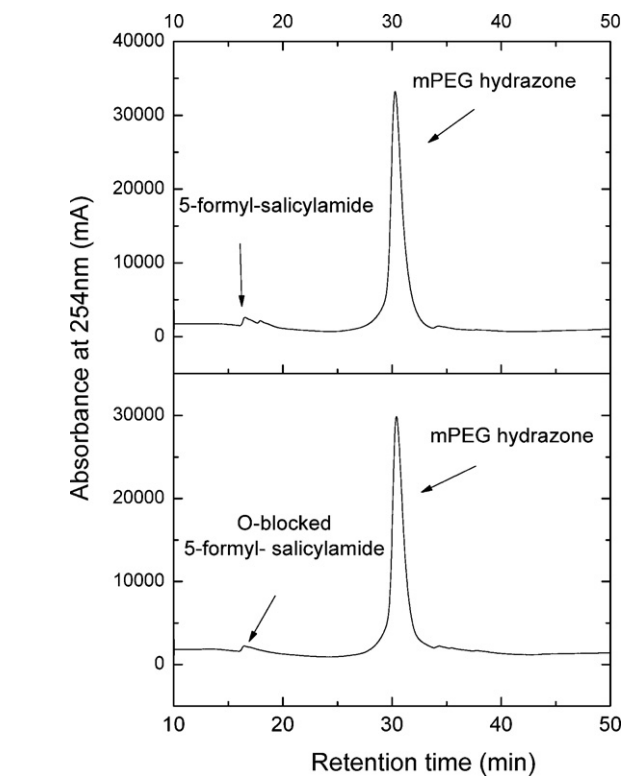 10 20 30 40 50
40000
mPEG hydrazone
30000
20000
5-formyl-salicylamide
10000
0
Absorbance at 254nm (mA)
30000
mPEG hydrazone
20000
O-blocked
5-formyl- salicylamide
10000
0
10 20 30 40 50
Retention time (min)